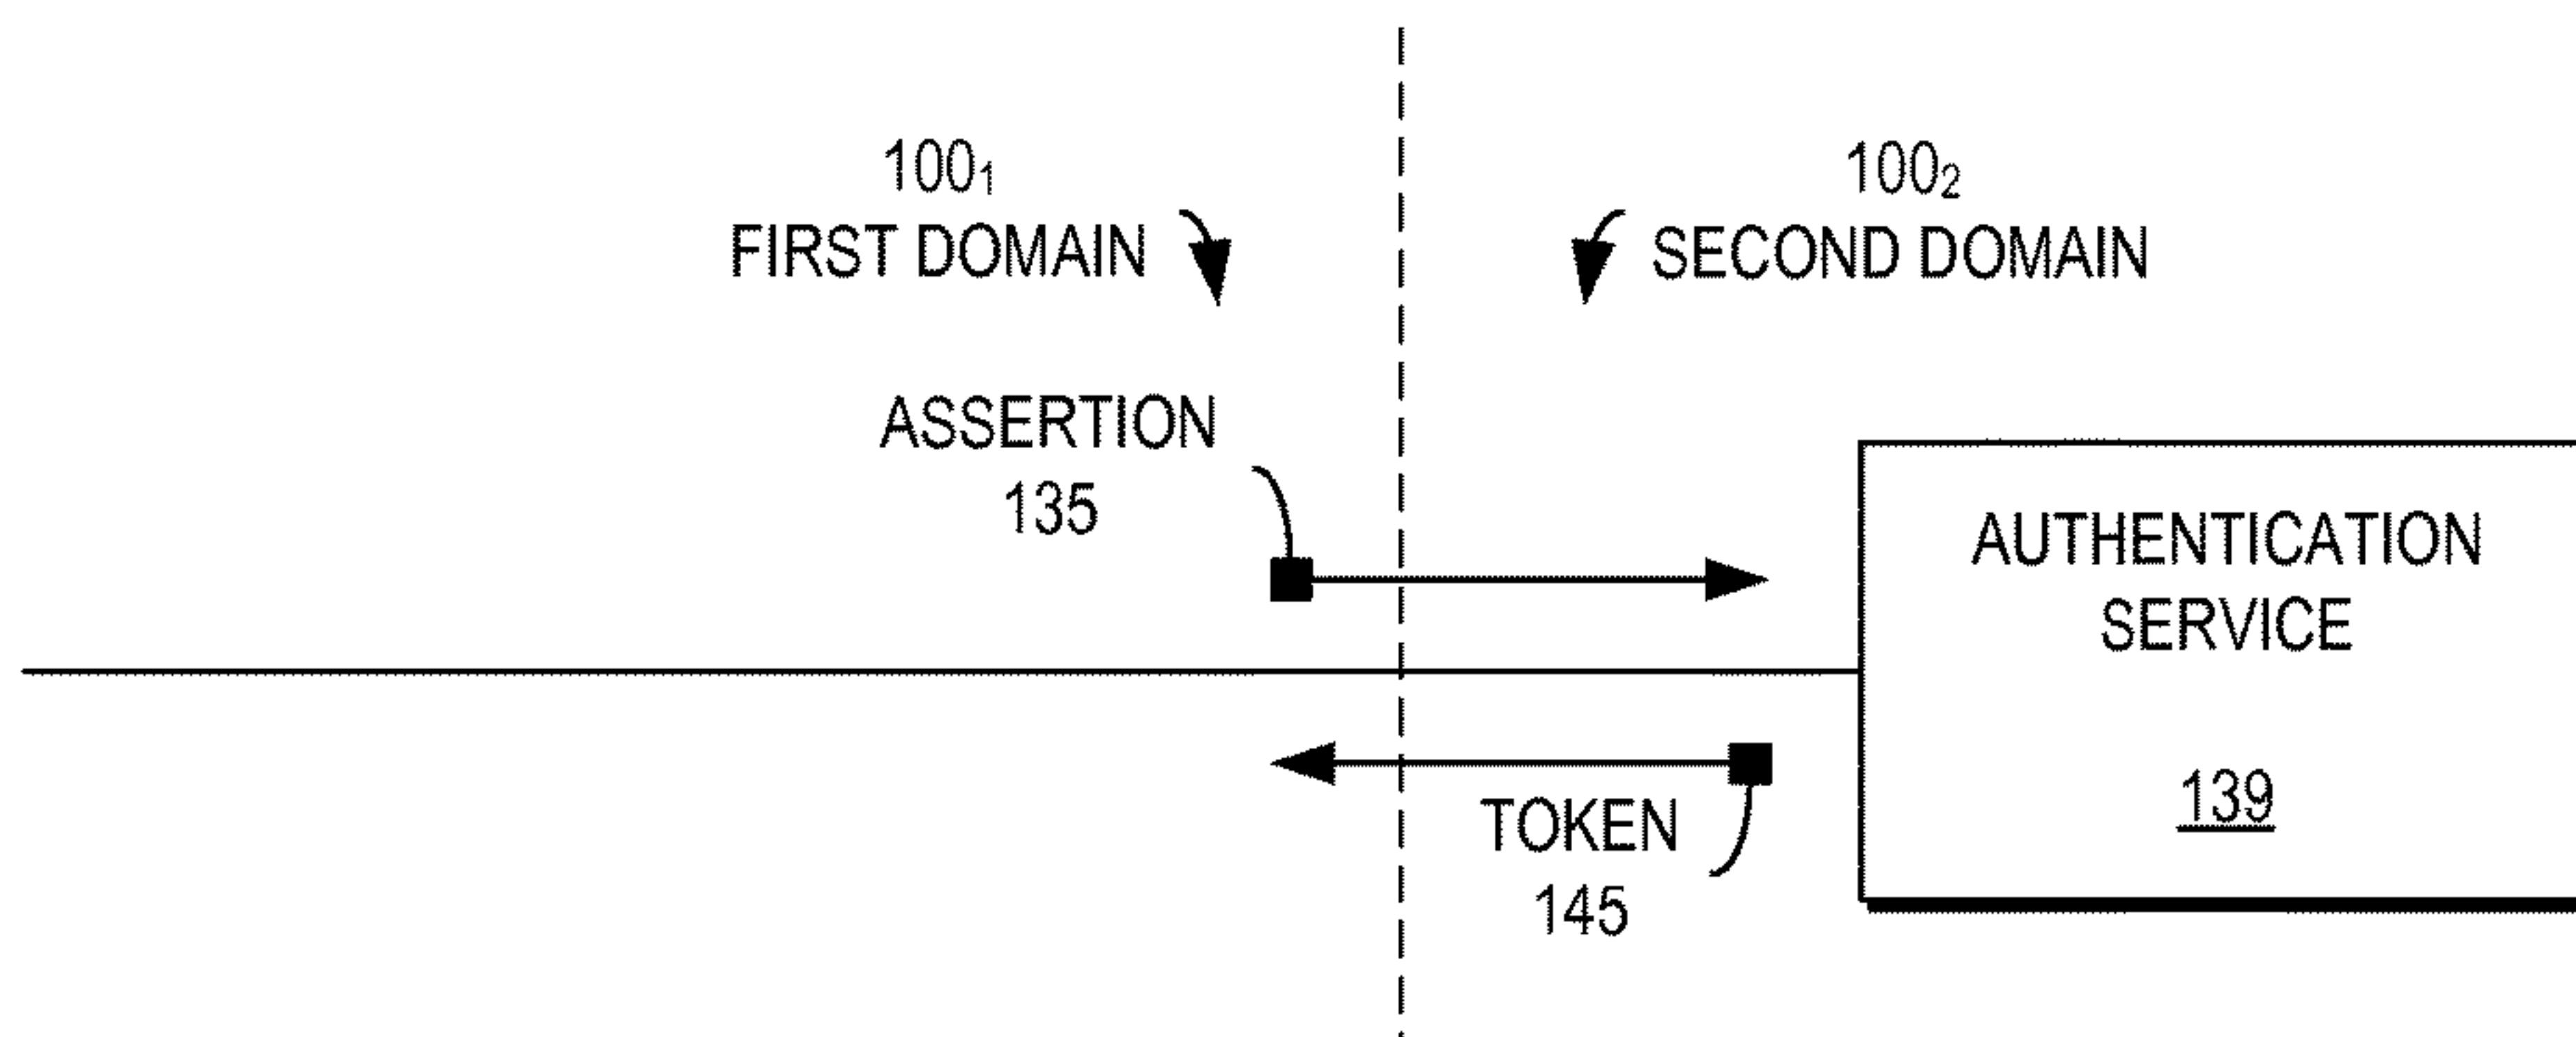 100₁
FIRST DOMAIN
100₂
SECOND DOMAIN
ASSERTION
135
AUTHENTICATION
SERVICE
139
TOKEN
145